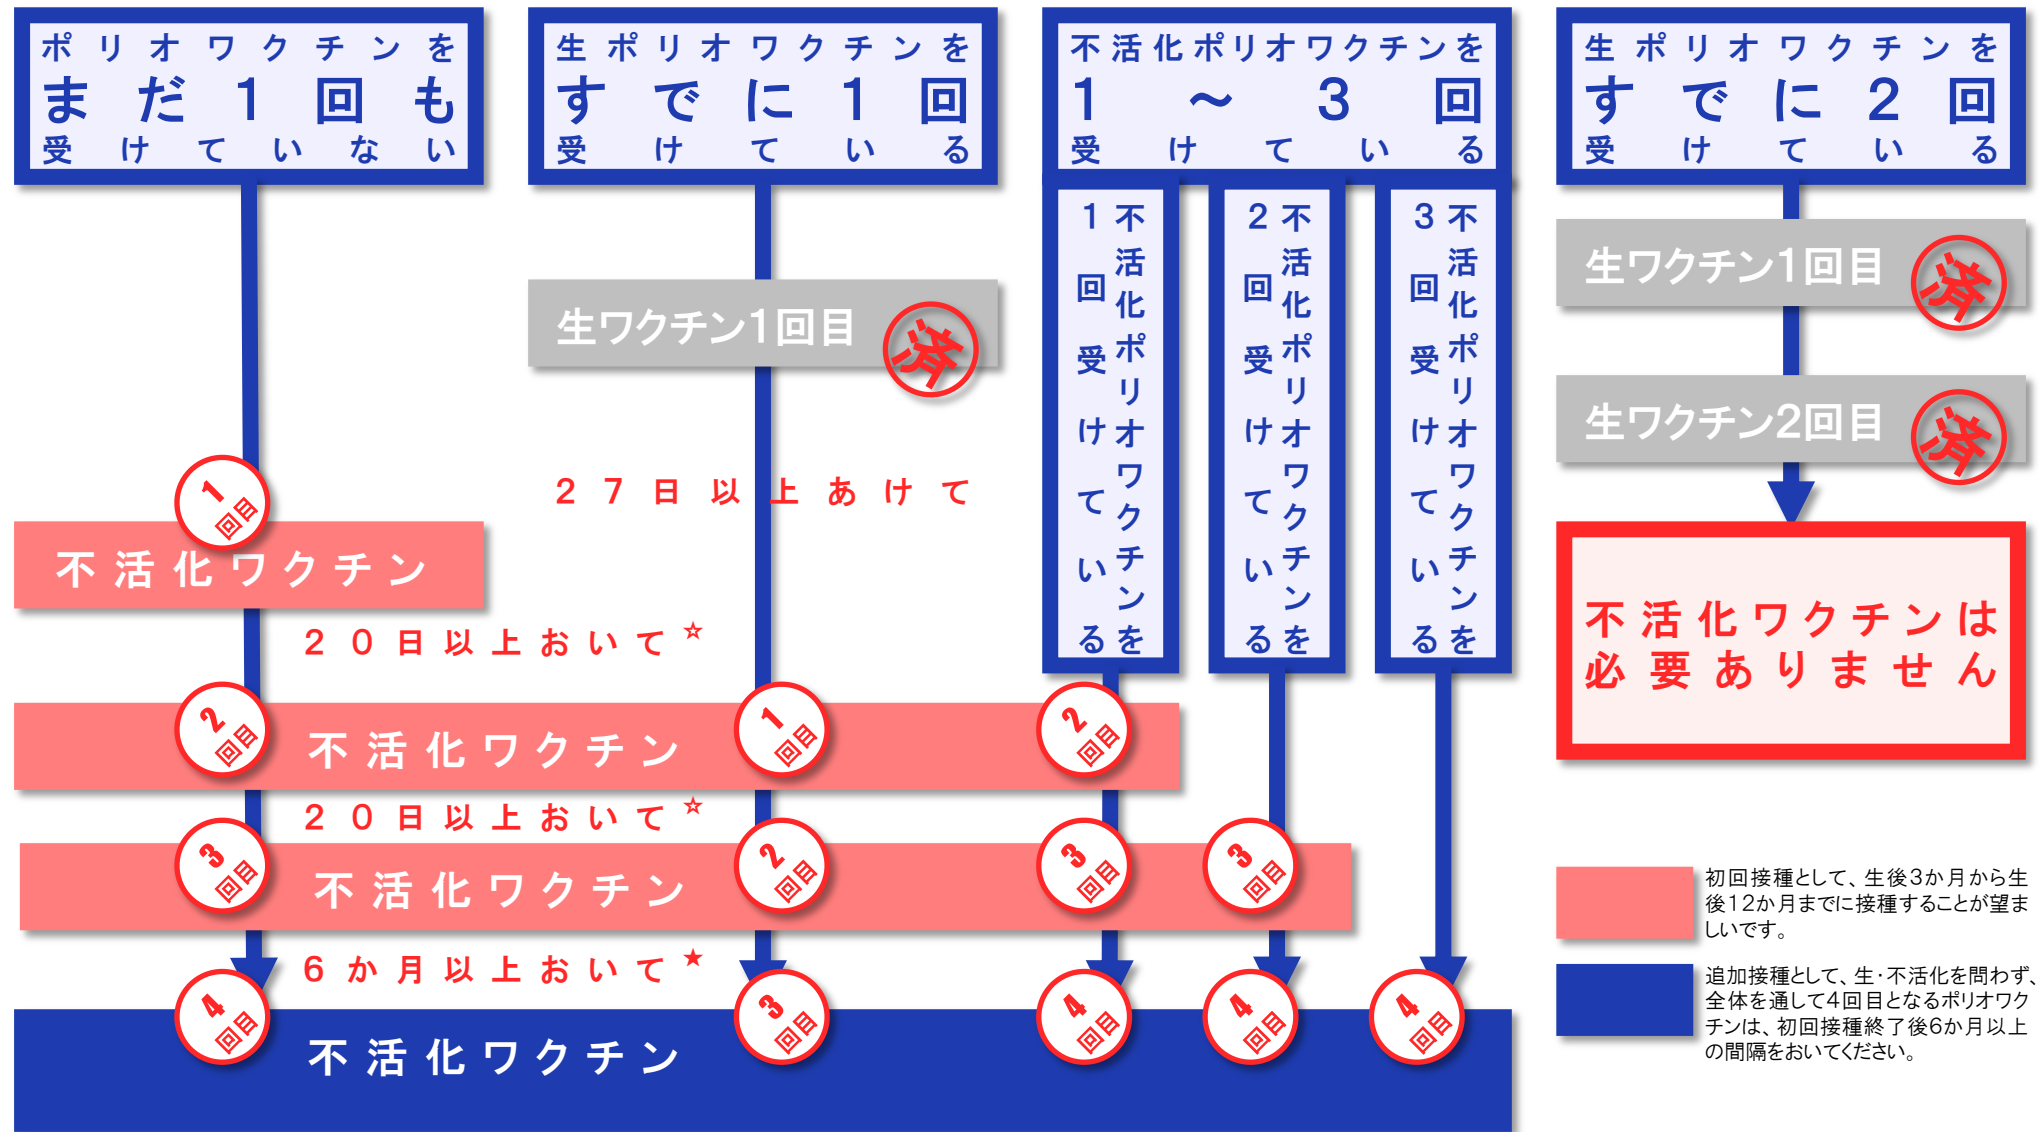 ポリオワクチンを
まだ1回も
受けていない
生ポリオワクチンを
すでに1回
受けている
不活化ポリオワクチンを
1～3回
受けている
生ポリオワクチンを
すでに2回
受けている
不活化ポリオワクチンを
1回受けている
不活化ポリオワクチンを
2回受けている
不活化ポリオワクチンを
3回受けている
生ワクチン1回目
済
生ワクチン1回目
済
生ワクチン2回目
済
27日以上あけて
1
回目
不活化ワクチン
20日以上おいて☆
2
回目
不活化ワクチン
1
回目
2
回目
20日以上おいて☆
3
回目
不活化ワクチン
2
回目
3
回目
3
回目
6か月以上おいて★
4
回目
不活化ワクチン
3
回目
4
回目
4
回目
4
回目
不活化ワクチンは
必要ありません
初回接種として、生後3か月から生
後12か月までに接種することが望ま
しいです。
追加接種として、生・不活化を問わず、
全体を通して4回目となるポリオワク
チンは、初回接種終了後6か月以上
の間隔をおいてください。